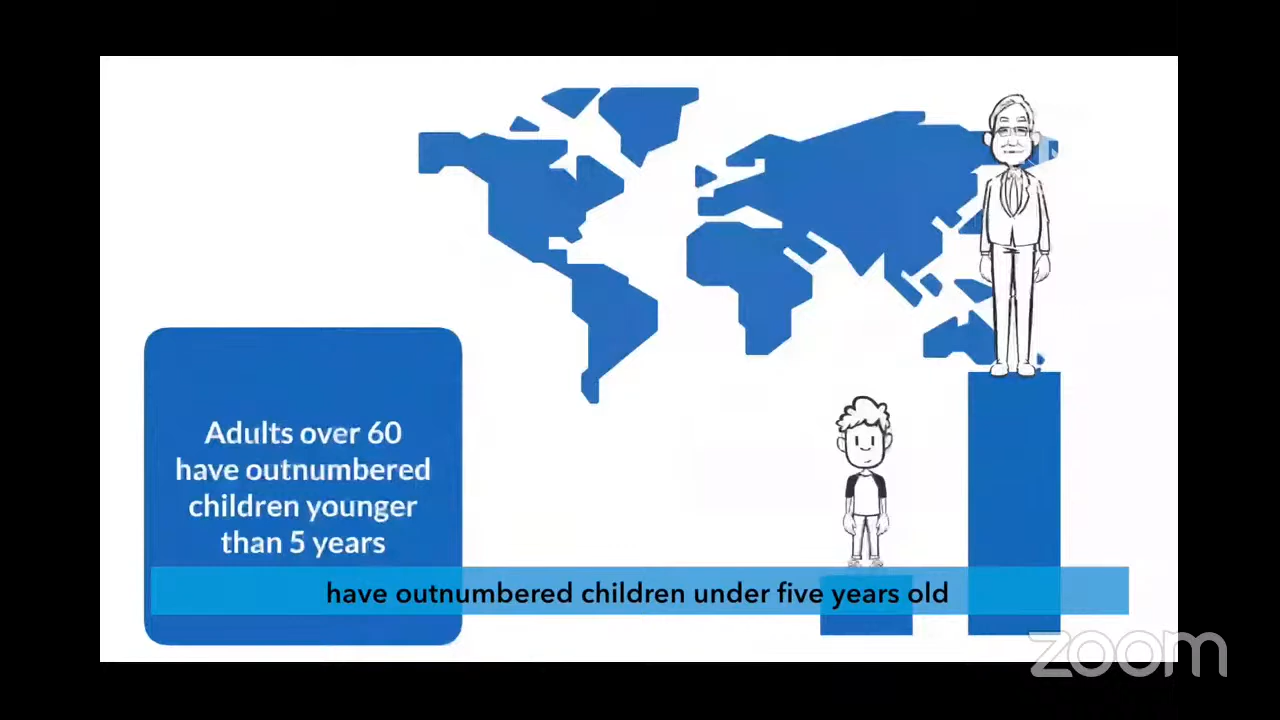 Adults over 60
have outnumbered
children younger
than 5 years
have outnumbered children under five years old
zoom